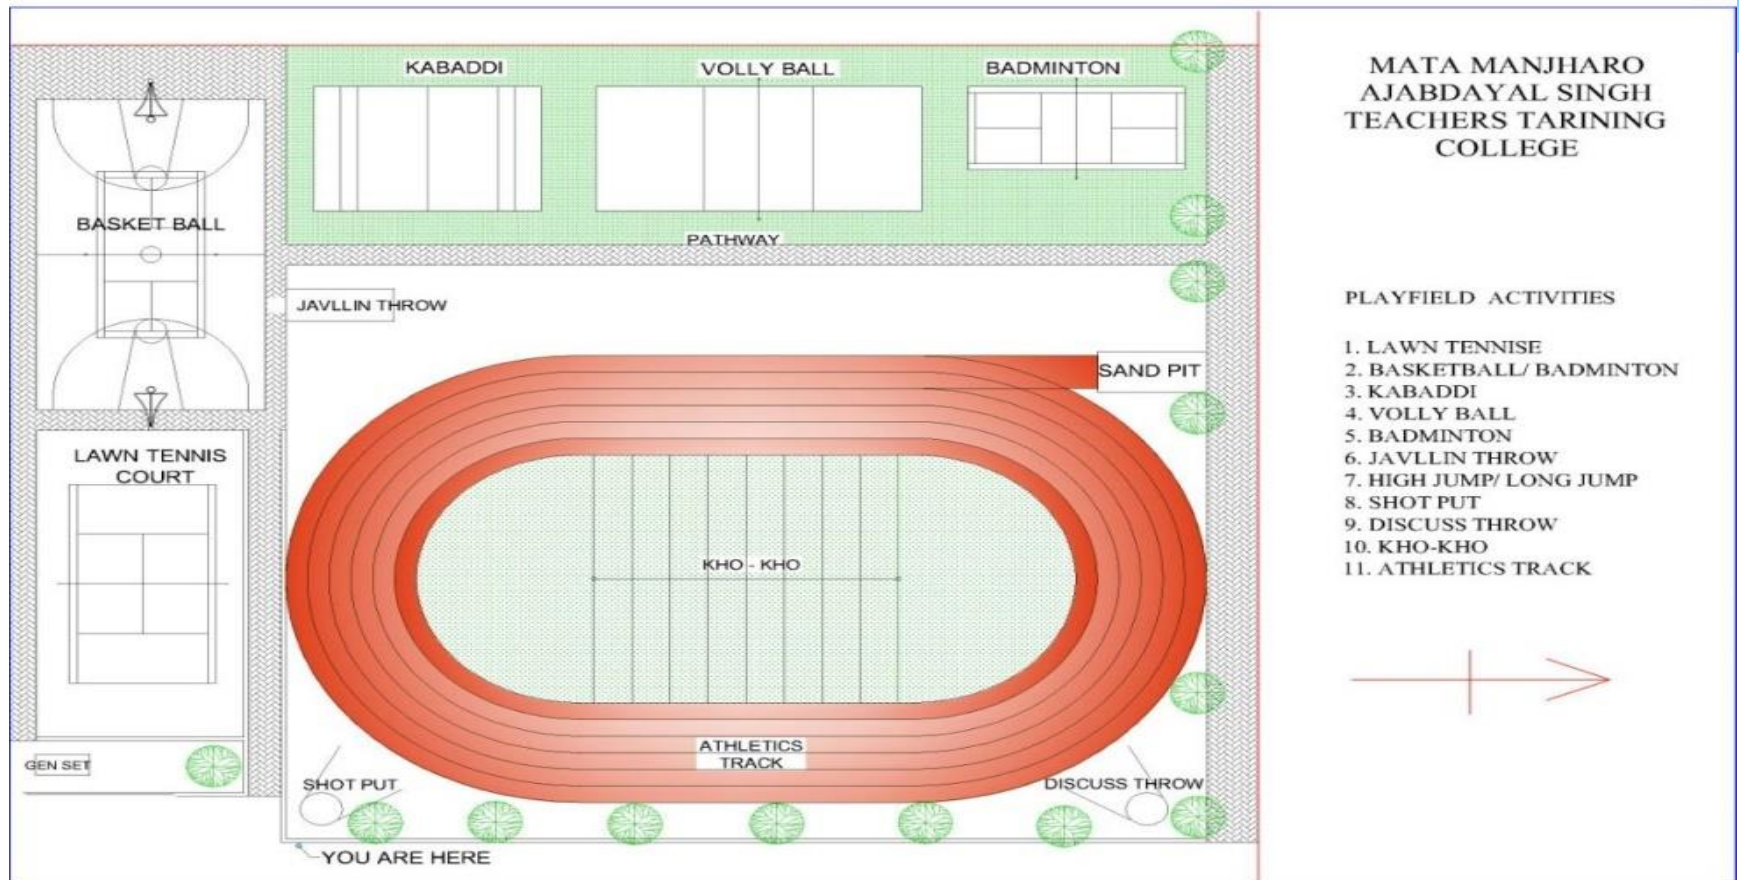 KABADDI
VOLLY BALL
BADMINTON
BASKET BALL
PATHWAY
JAVLLIN THROW
SAND PIT
LAWN TENNIS
COURT
KHO - KHO
ATHLETICS
TRACK
GEN SET
SHOT PUT
DISCUSS THROW
YOU ARE HERE
MATA MANJHARO
AJABDAYAL SINGH
TEACHERS TARINING
COLLEGE
PLAYFIELD ACTIVITIES
1. LAWN TENNISE
2. BASKETBALL/ BADMINTON
3. KABADDI
4. VOLLY BALL
5. BADMINTON
6. JAVLLIN THROW
7. HIGH JUMP/ LONG JUMP
8. SHOT PUT
9. DISCUSS THROW
10. KHO-KHO
11. ATHLETICS TRACK